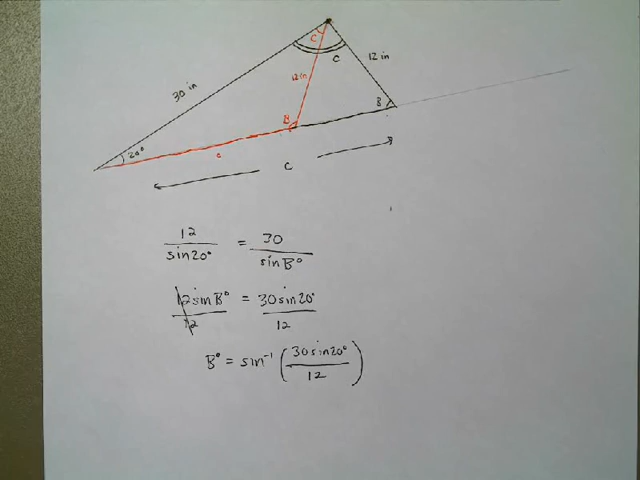 C
C
12 in
30 in
12 in
B
B
20°
c
C
12 / sin20° = 30 / sinB°
12sinB° / 12 = 30sin20° / 12
B° = sin⁻¹ (30sin20° / 12)